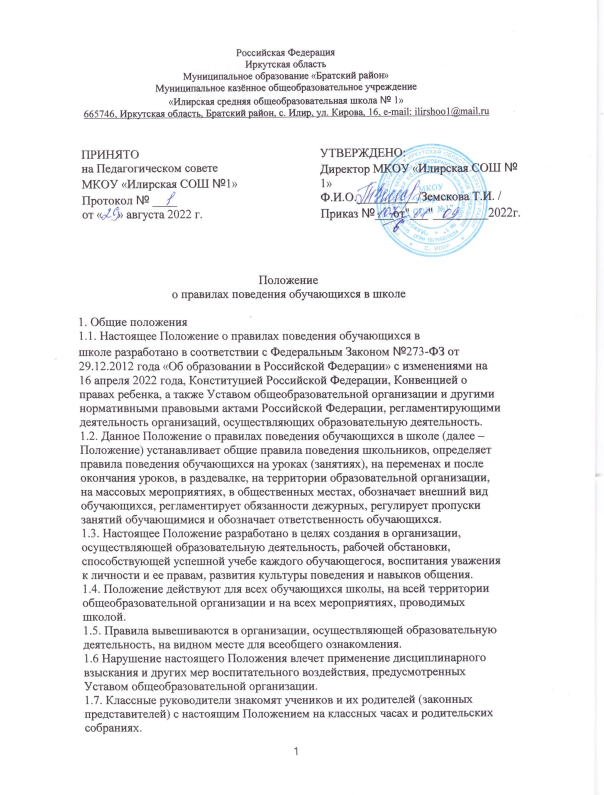 Российская Федерация
Иркутская область
Муниципальное образование «Братский район»
Муниципальное казённое общеобразовательное учреждение
«Илирская средняя общеобразовательная школа № 1»
665746, Иркутская область, Братский район, с. Илир, ул. Кирова, 16, e-mail: ilirshoo1@mail.ru
ПРИНЯТО
на Педагогическом совете
МКОУ «Илирская СОШ №1»
Протокол № 1
от «29» августа 2022 г.
УТВЕРЖДЕНО:
Директор МКОУ «Илирская СОШ №
1»
Ф.И.О. /Земскова Т.И. /
Приказ № от" " 09 2022г.
Положение
о правилах поведения обучающихся в школе
1. Общие положения
1.1. Настоящее Положение о правилах поведения обучающихся в
школе разработано в соответствии с Федеральным Законом №273-ФЗ от
29.12.2012 года «Об образовании в Российской Федерации» с изменениями на
16 апреля 2022 года, Конституцией Российской Федерации, Конвенцией о
правах ребенка, а также Уставом общеобразовательной организации и другими
нормативными правовыми актами Российской Федерации, регламентирующими
деятельность организаций, осуществляющих образовательную деятельность.
1.2. Данное Положение о правилах поведения обучающихся в школе (далее –
Положение) устанавливает общие правила поведения школьников, определяет
правила поведения обучающихся на уроках (занятиях), на переменах и после
окончания уроков, в раздевалке, на территории образовательной организации,
на массовых мероприятиях, в общественных местах, обозначает внешний вид
обучающихся, регламентирует обязанности дежурных, регулирует пропуски
занятий обучающимися и обозначает ответственность обучающихся.
1.3. Настоящее Положение разработано в целях создания в организации,
осуществляющей образовательную деятельность, рабочей обстановки,
способствующей успешной учебе каждого обучающегося, воспитания уважения
к личности и ее правам, развития культуры поведения и навыков общения.
1.4. Положение действуют для всех обучающихся школы, на всей территории
общеобразовательной организации и на всех мероприятиях, проводимых
школой.
1.5. Правила вывешиваются в организации, осуществляющей образовательную
деятельность, на видном месте для всеобщего ознакомления.
1.6 Нарушение настоящего Положения влечет применение дисциплинарного
взыскания и других мер воспитательного воздействия, предусмотренных
Уставом общеобразовательной организации.
1.7. Классные руководители знакомят учеников и их родителей (законных
представителей) с настоящим Положением на классных часах и родительских
собраниях.
1